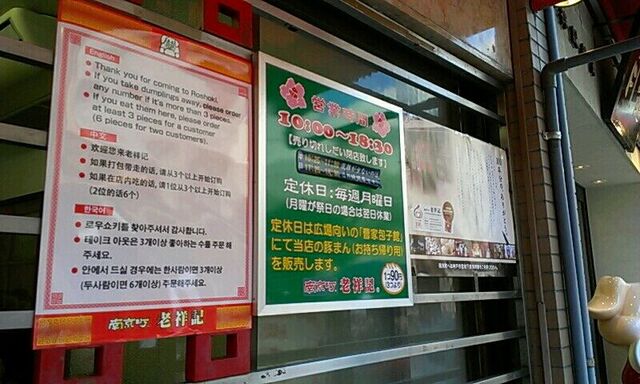 English
Thank you for coming to Roshoki.
If you take dumplings away, please order
any number if it's more than 3 pieces.
If you eat them here, please order
at least 3 pieces for a customer
(6 pieces for two customers).
中文
欢迎您来老祥记
如果打包带走的话, 请从3个以上开始订购
如果在店内吃的话, 请1位从3个以上开始订购
(2位的话6个)
한국어
로우쇼키를 찾아주셔서 감사합니다.
테이크 아웃은 3개이상 좋아하는 수를 주문 해
주세요.
안에서 드실 경우에는 한사람이면 3개이상
(두사람이면 6개이상) 주문해주세요.
南京町 老祥記
営業時間
10:00〜18:30
【売り切れしだい閉店致します】
定休日:毎週月曜日
(月曜が祭日の場合は翌日休業)
定休日は広場向いの「曹家包子館」
にて当店の豚まん(お持ち帰り用)
を販売します。
1つ90円
(3つより)
南京町 老祥記.